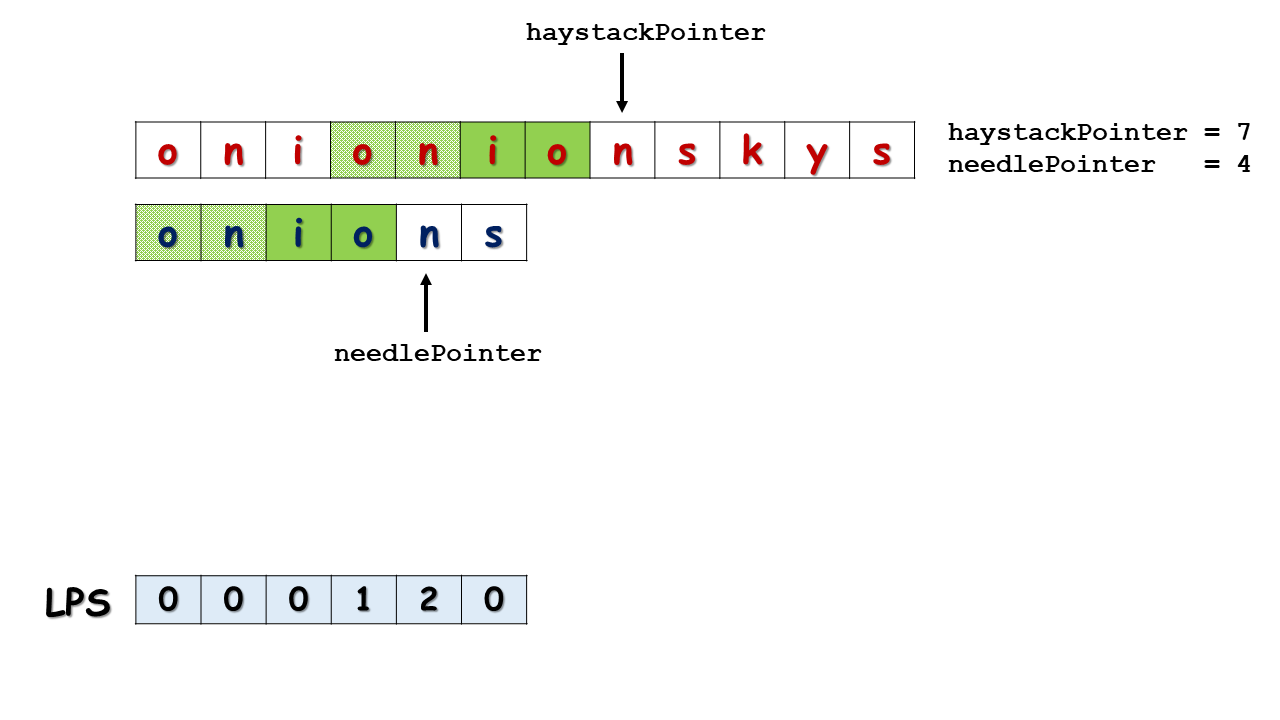 haystackPointer
o n i o n i o n s k y s
haystackPointer = 7
needlePointer = 4
o n i o n s
needlePointer
LPS 0 0 0 1 2 0